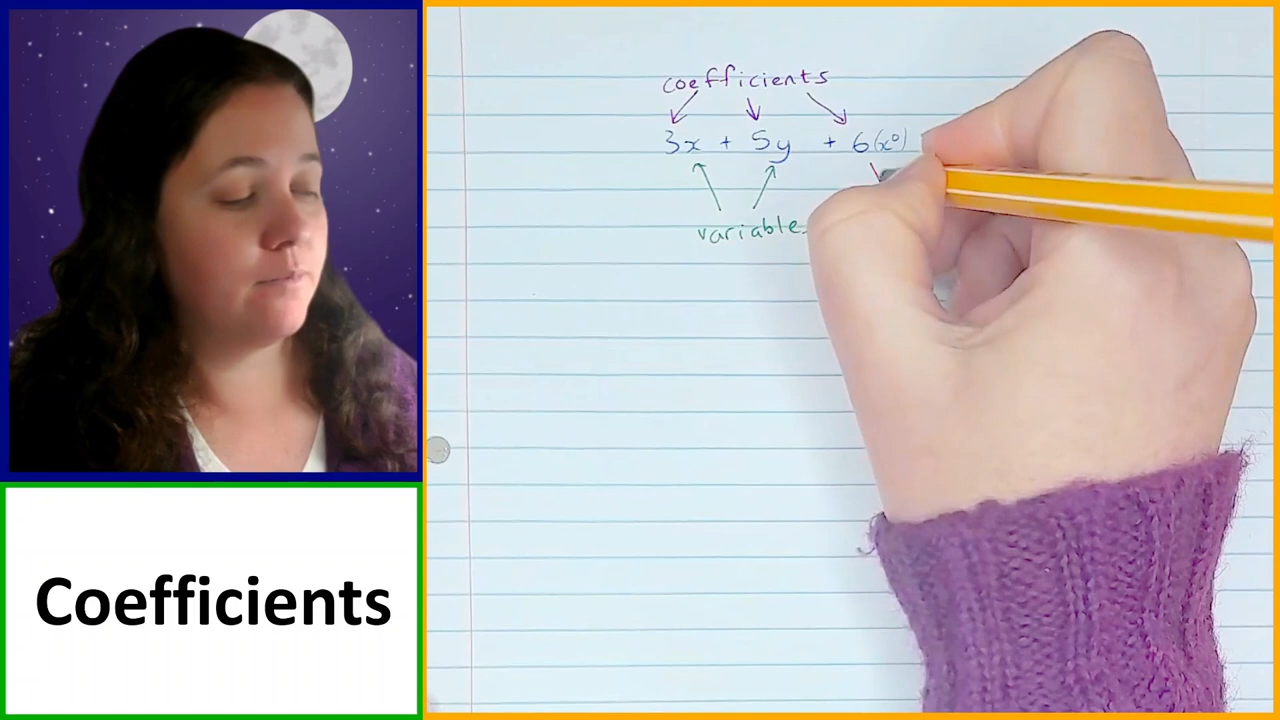 coefficients
3x + 5y + 6(x⁰)
variable
Coefficients